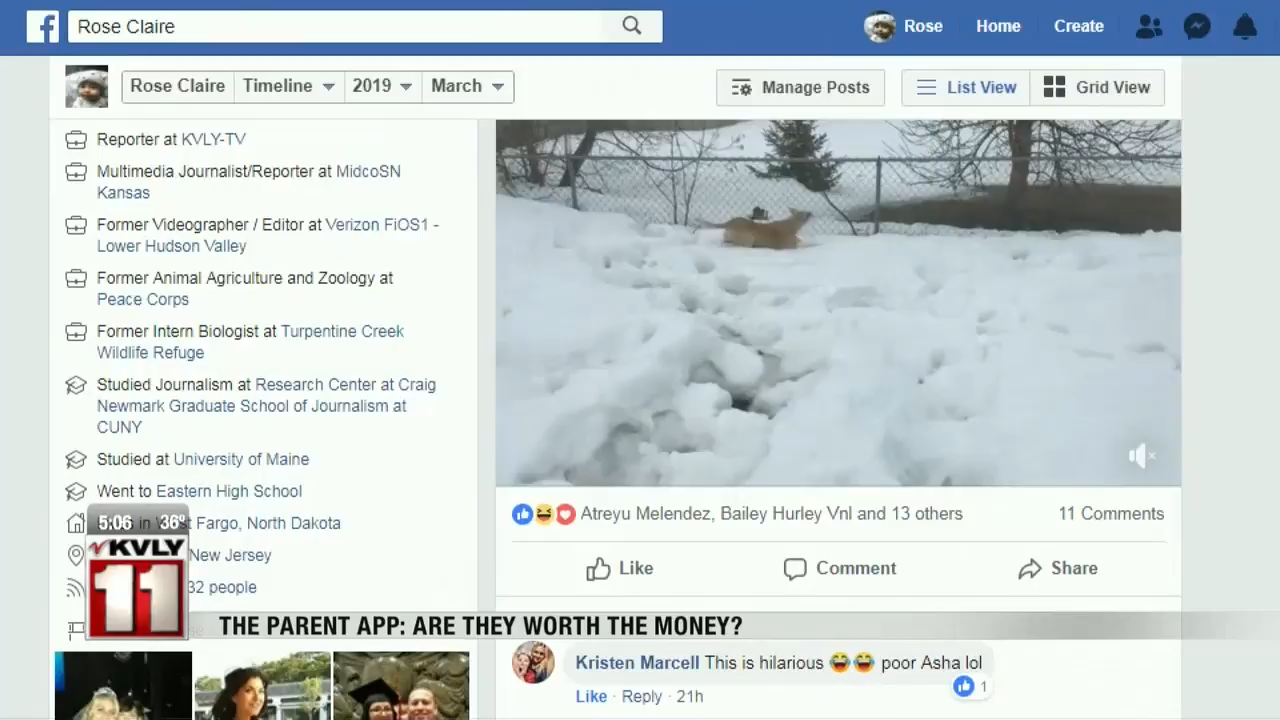 Rose Claire
Rose Home Create
Rose Claire Timeline 2019 March
Manage Posts List View Grid View
Reporter at KVLY-TV
Multimedia Journalist/Reporter at MidcoSN
Kansas
Former Videographer / Editor at Verizon FiOS1 -
Lower Hudson Valley
Former Animal Agriculture and Zoology at
Peace Corps
Former Intern Biologist at Turpentine Creek
Wildlife Refuge
Studied Journalism at Research Center at Craig
Newmark Graduate School of Journalism at
CUNY
Studied at University of Maine
Went to Eastern High School
in West Fargo, North Dakota
New Jersey
32 people
Atreyu Melendez, Bailey Hurley Vnl and 13 others 11 Comments
Like Comment Share
5:06 36°
KVLY
11
THE PARENT APP: ARE THEY WORTH THE MONEY?
Kristen Marcell This is hilarious 😂😂 poor Asha lol
1
Like · Reply · 21h